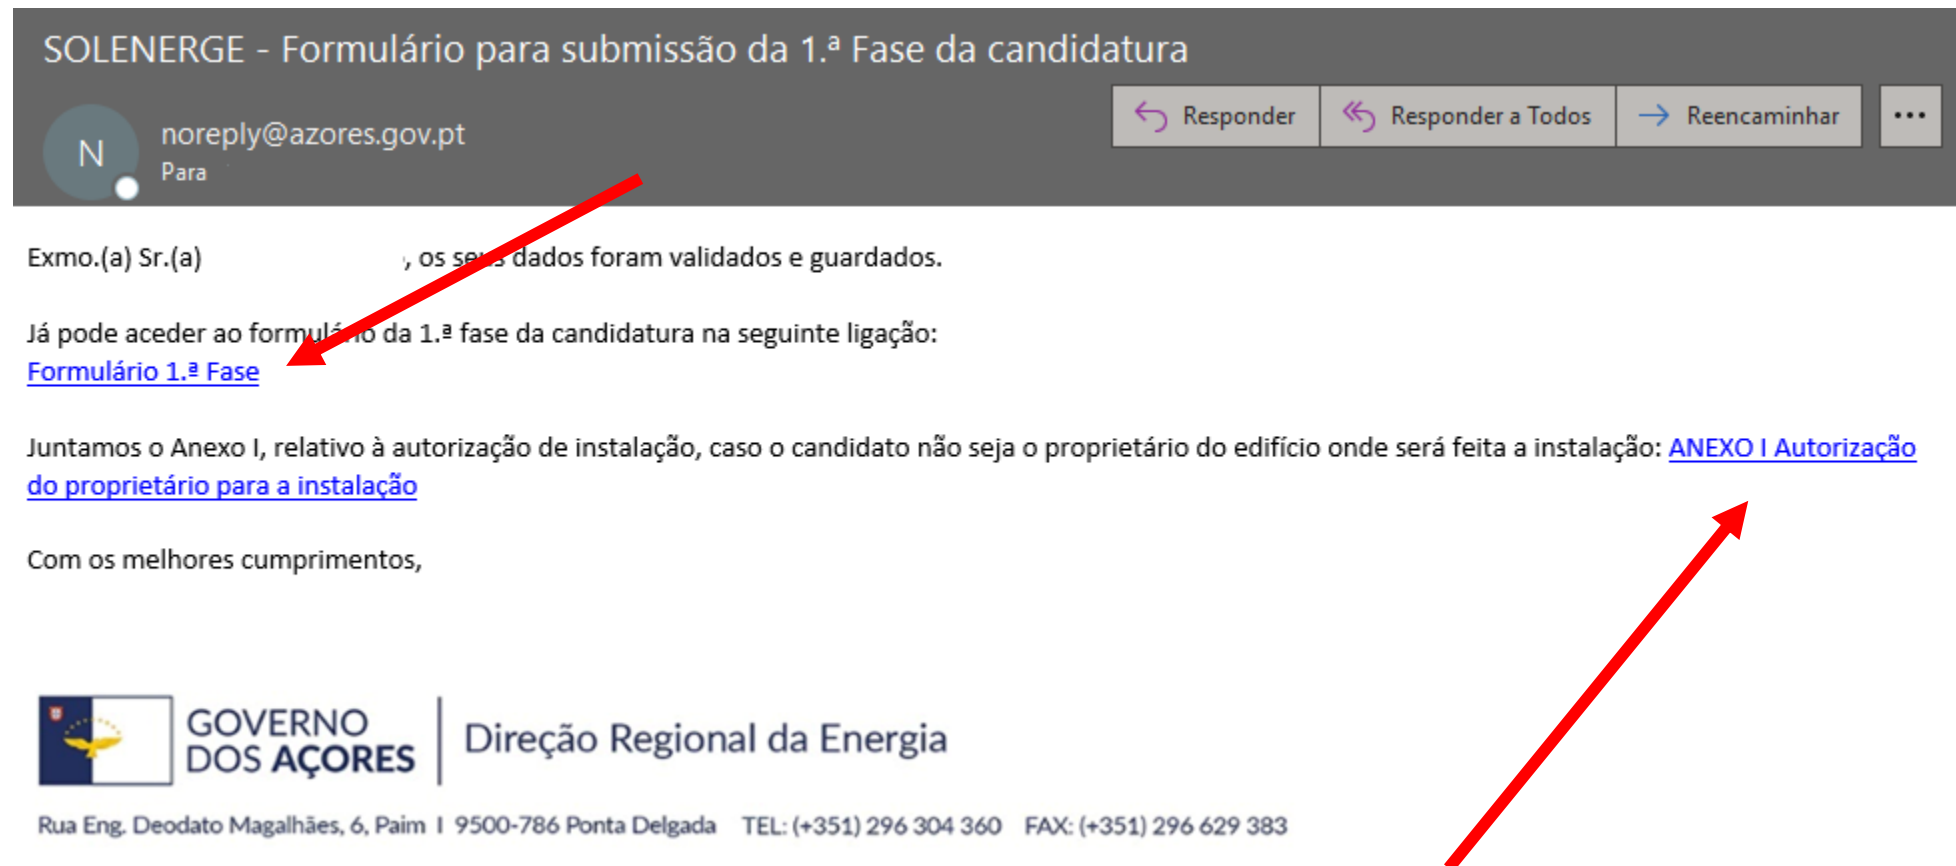 SOLENERGE - Formulário para submissão da 1.ª Fase da candidatura
Responder
Responder a Todos
Reencaminhar
N
noreply@azores.gov.pt
Para
Exmo.(a) Sr.(a) , os seus dados foram validados e guardados.
Já pode aceder ao formulário da 1.ª fase da candidatura na seguinte ligação:
Formulário 1.ª Fase
Juntamos o Anexo I, relativo à autorização de instalação, caso o candidato não seja o proprietário do edifício onde será feita a instalação: ANEXO I Autorização
do proprietário para a instalação
Com os melhores cumprimentos,
GOVERNO
DOS AÇORES
Direção Regional da Energia
Rua Eng. Deodato Magalhães, 6, Paim I 9500-786 Ponta Delgada TEL: (+351) 296 304 360 FAX: (+351) 296 629 383